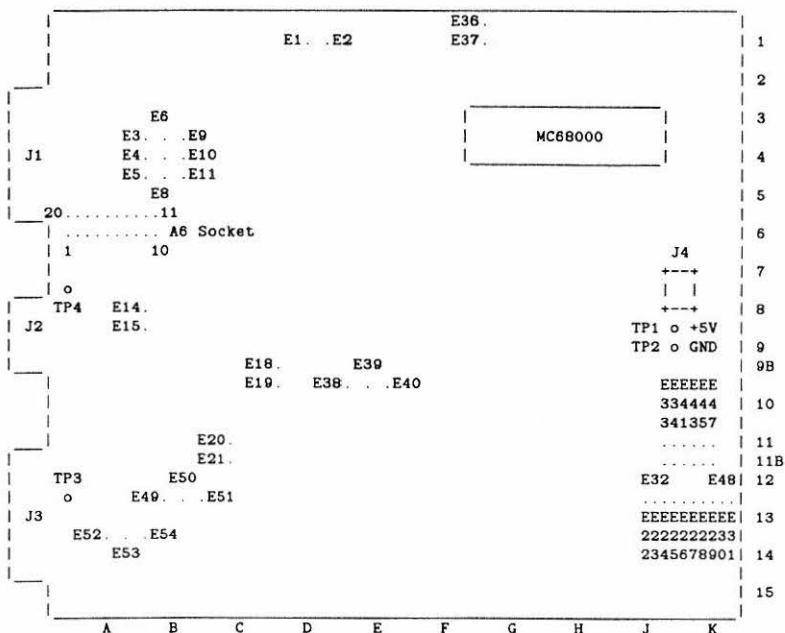 E36.
E1. .E2 E37. 1
2
E6 3
E3. . .E9 MC68000
J1 E4. . .E10 4
E5. . .E11
E8 5
20...........11
.......... A6 Socket 6
1 10 J4
+---+ 7
o | |
TP4 E14. +---+ 8
J2 E15. TP1 o +5V
TP2 o GND 9
E18. E39 9B
E19. E38. . .E40 EEEEEE
334444 10
341357
E20. ...... 11
E21. ...... 11B
TP3 E50 E32 E48 12
o E49. . .E51 ..........
J3 EEEEEEEEEE 13
E52. . .E54 2222222233
E53 2345678901 14
15
A B C D E F G H J K